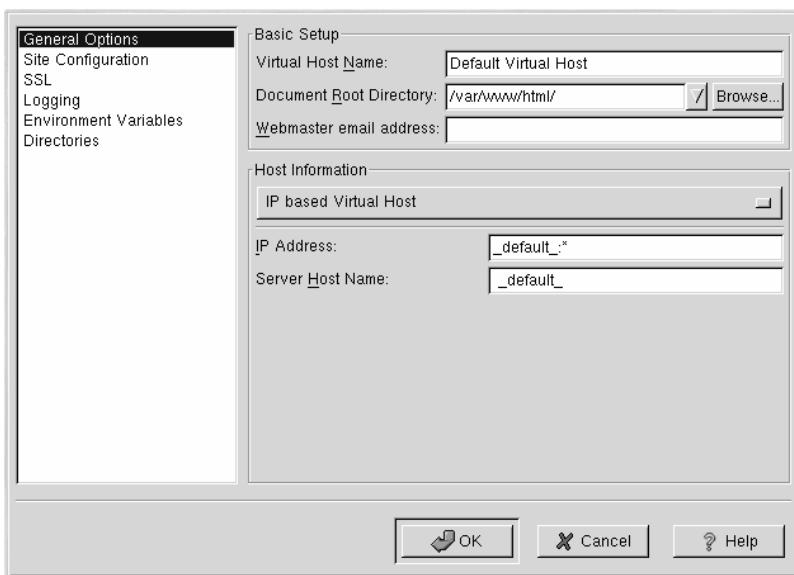 General Options
Site Configuration
SSL
Logging
Environment Variables
Directories
Basic Setup
Virtual Host Name: Default Virtual Host
Document Root Directory: /var/www/html/ Browse...
Webmaster email address:
Host Information
IP based Virtual Host
IP Address: _default_:*
Server Host Name: _default_
OK Cancel Help